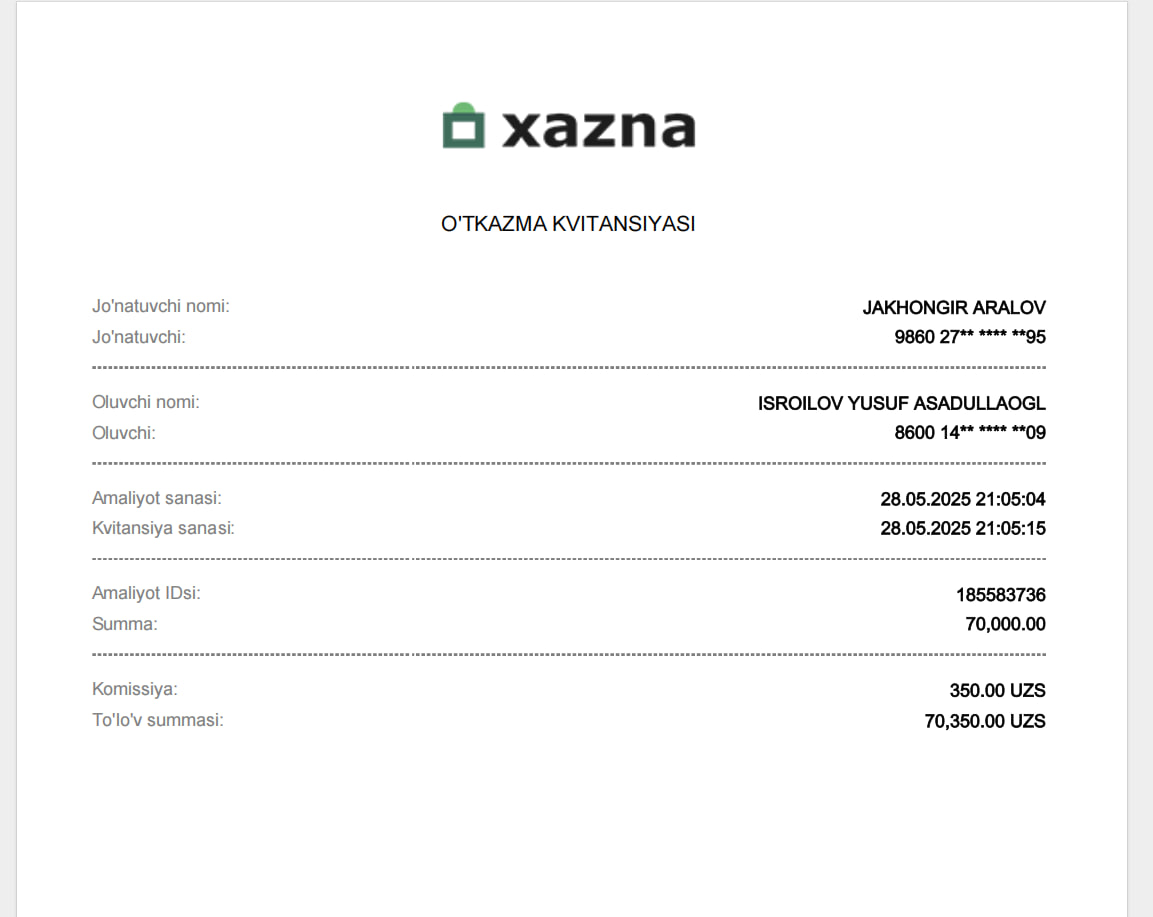 xazna
O'TKAZMA KVITANSIYASI
Jo'natuvchi nomi: JAKHONGIR ARALOV
Jo'natuvchi: 9860 27** **** **95
Oluvchi nomi: ISROILOV YUSUF ASADULLAOGL
Oluvchi: 8600 14** **** **09
Amaliyot sanasi: 28.05.2025 21:05:04
Kvitansiya sanasi: 28.05.2025 21:05:15
Amaliyot IDsi: 185583736
Summa: 70,000.00
Komissiya: 350.00 UZS
To'lo'v summasi: 70,350.00 UZS